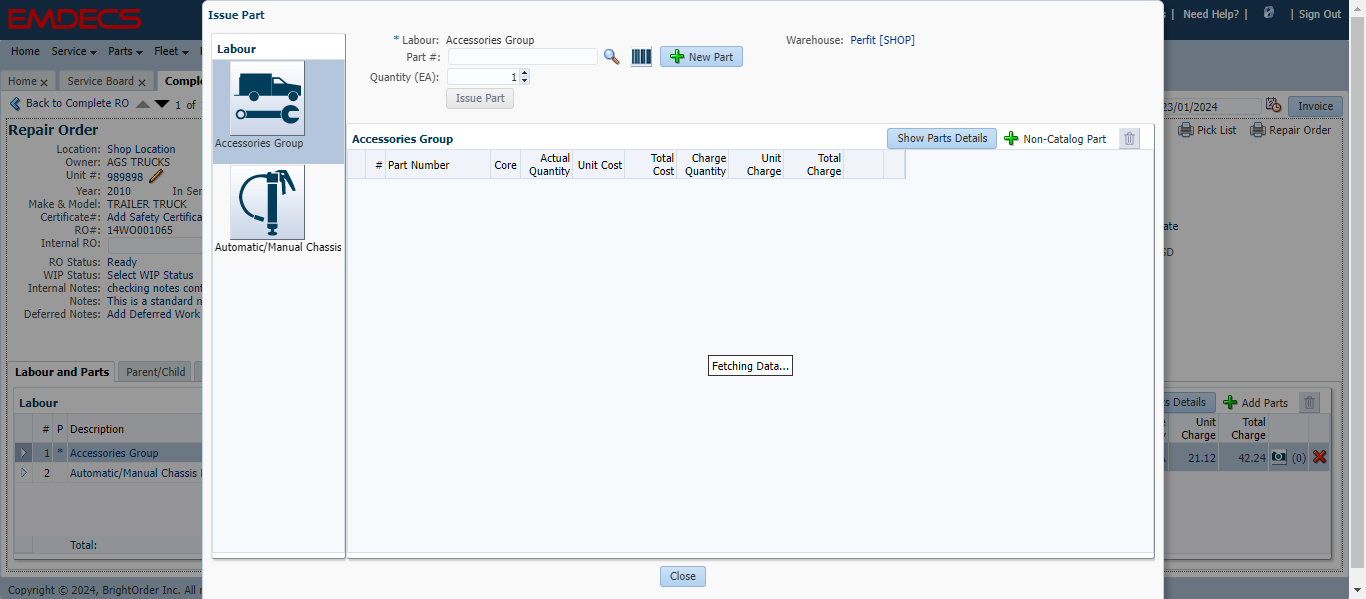 EMDECS
Need Help? |
| Sign Out
Home Service Parts Fleet
Home Service Board Comple
Back to Complete RO 1 of
23/01/2024 Invoice
Pick List Repair Order
Repair Order
Location: Shop Location
Owner: AGS TRUCKS
Unit #: 989898
Year: 2010 In Ser
Make & Model: TRAILER TRUCK
Certificate#: Add Safety Certifica
RO#: 14WO001065
Internal RO:
RO Status: Ready
WIP Status: Select WIP Status
Internal Notes: checking notes cont
Notes: This is a standard n
Deferred Notes: Add Deferred Work
ate
SD
Labour and Parts Parent/Child
Labour
# P Description
1 * Accessories Group
2 Automatic/Manual Chassis
Total:
Copyright © 2024, BrightOrder Inc. All r
Issue Part
Labour
Accessories Group
Automatic/Manual Chassis
* Labour: Accessories Group
Warehouse: Perfit [SHOP]
Part #: New Part
Quantity (EA): 1
Issue Part
Accessories Group Show Parts Details Non-Catalog Part
# Part Number Core Actual Quantity Unit Cost Total Cost Charge Quantity Unit Charge Total Charge
Fetching Data...
Close
s Details Add Parts
Unit Charge Total Charge
21.12 42.24 (0)